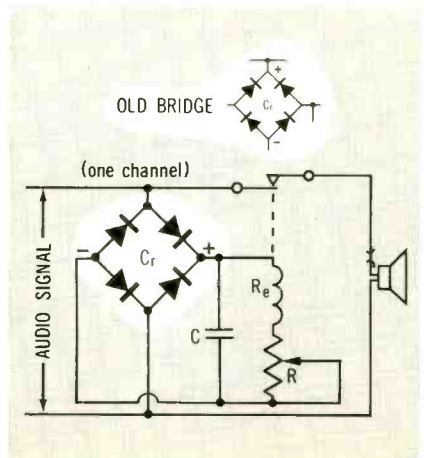 +
OLD BRIDGE
Cr
−
(one channel)
−
Cr
+
AUDIO SIGNAL
Re
C
R